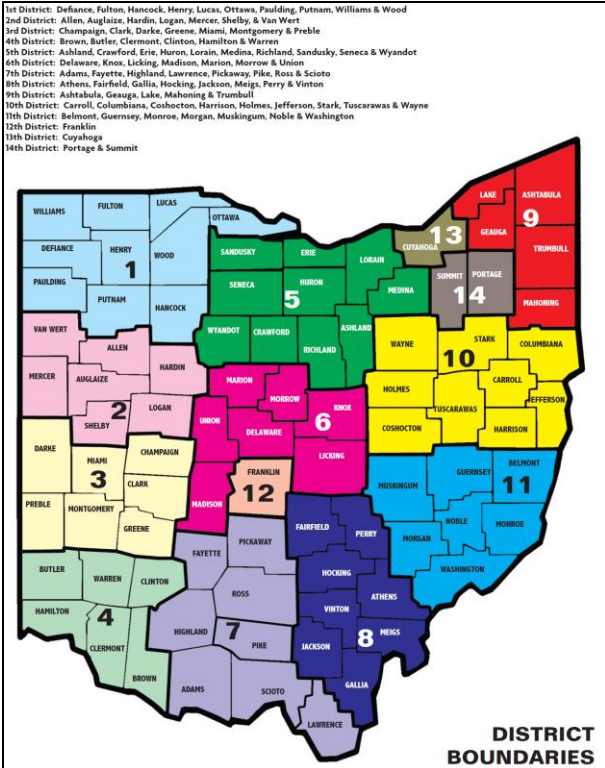 1st District: Defiance, Fulton, Hancock, Henry, Lucas, Ottawa, Paulding, Putnam, Williams & Wood
2nd District: Allen, Auglaize, Hardin, Logan, Mercer, Shelby, & Van Wert
3rd District: Champaign, Clark, Darke, Greene, Miami, Montgomery & Preble
4th District: Brown, Butler, Clermont, Clinton, Hamilton & Warren
5th District: Ashland, Crawford, Erie, Huron, Lorain, Medina, Richland, Sandusky, Seneca & Wyandot
6th District: Delaware, Knox, Licking, Madison, Marion, Morrow & Union
7th District: Adams, Fayette, Highland, Lawrence, Pickaway, Pike, Ross & Scioto
8th District: Athens, Fairfield, Gallia, Hocking, Jackson, Meigs, Perry & Vinton
9th District: Ashtabula, Geauga, Lake, Mahoning & Trumbull
10th District: Carroll, Columbiana, Coshocton, Harrison, Holmes, Jefferson, Stark, Tuscarawas & Wayne
11th District: Belmont, Guernsey, Monroe, Morgan, Muskingum, Noble & Washington
12th District: Franklin
13th District: Cuyahoga
14th District: Portage & Summit
WILLIAMS
FULTON
LUCAS
OTTAWA
DEFIANCE
HENRY
WOOD
1
PAULDING
PUTNAM
HANCOCK
SANDUSKY
ERIE
LORAIN
SENECA
HURON
5
MEDINA
WYANDOT
CRAWFORD
RICHLAND
ASHLAND
CUYAHOGA
13
LAKE
ASHTABULA
GEAUGA
9
TRUMBULL
MAHONING
SUMMIT
PORTAGE
14
VAN WERT
ALLEN
HARDIN
MERCER
AUGLAIZE
LOGAN
2
SHELBY
MARION
MORROW
KNOX
6
UNION
DELAWARE
LICKING
MADISON
WAYNE
STARK
COLUMBIANA
10
HOLMES
CARROLL
JEFFERSON
TUSCARAWAS
COSHOCTON
HARRISON
DARKE
MIAMI
CHAMPAIGN
3
CLARK
PREBLE
MONTGOMERY
GREENE
FRANKLIN
12
MUSKINGUM
GUERNSEY
BELMONT
11
NOBLE
MONROE
MORGAN
WASHINGTON
BUTLER
WARREN
CLINTON
HAMILTON
4
CLERMONT
BROWN
FAYETTE
PICKAWAY
ROSS
HIGHLAND
7
PIKE
ADAMS
SCIOTO
LAWRENCE
FAIRFIELD
PERRY
HOCKING
ATHENS
VINTON
8
MEIGS
JACKSON
GALLIA
DISTRICT
BOUNDARIES